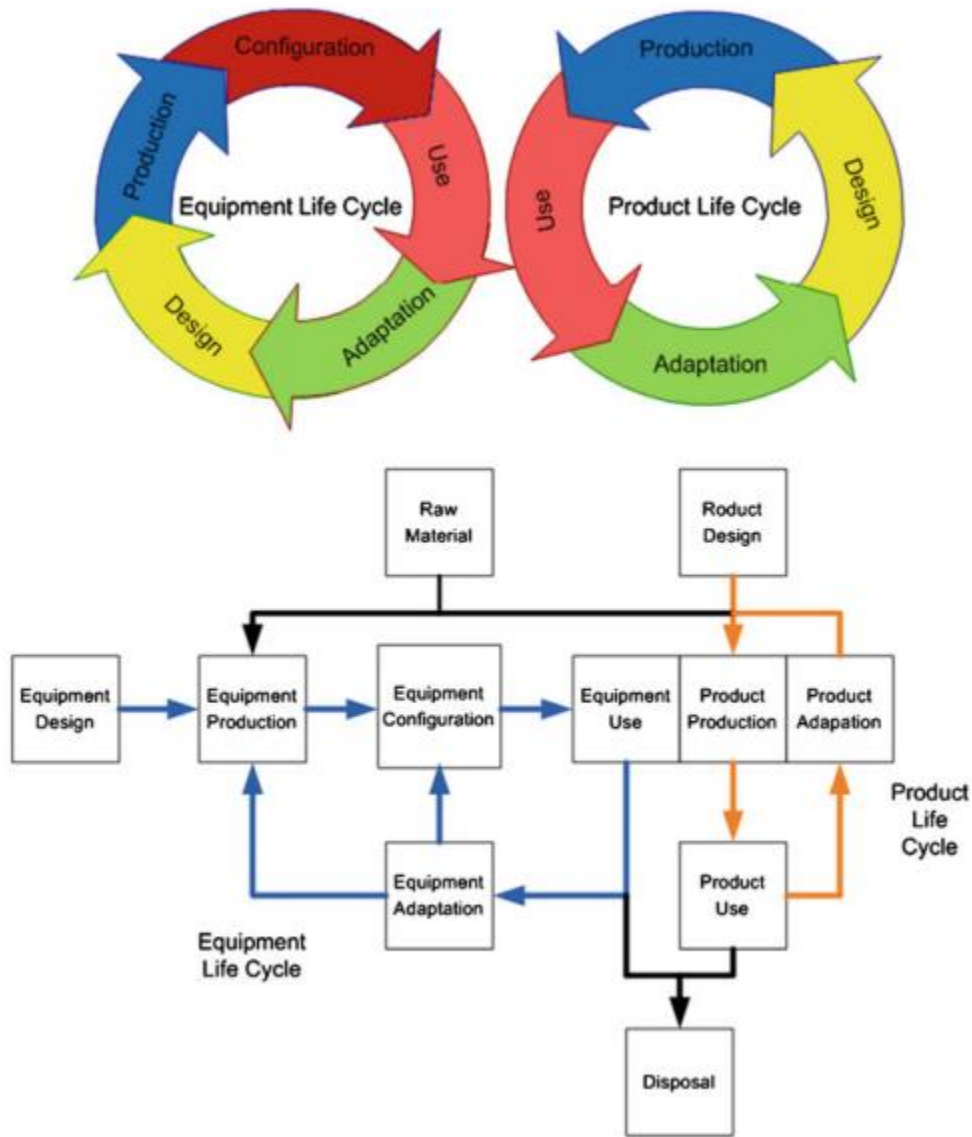 Configuration
Production
Production
Use
Equipment Life Cycle
Product Life Cycle
Use
Design
Design
Adaptation
Adaptation
Raw
Material
Roduct
Design
Equipment
Design
Equipment
Production
Equipment
Configuration
Equipment
Use
Product
Production
Product
Adapation
Product
Life
Cycle
Equipment
Adaptation
Product
Use
Equipment
Life Cycle
Disposal